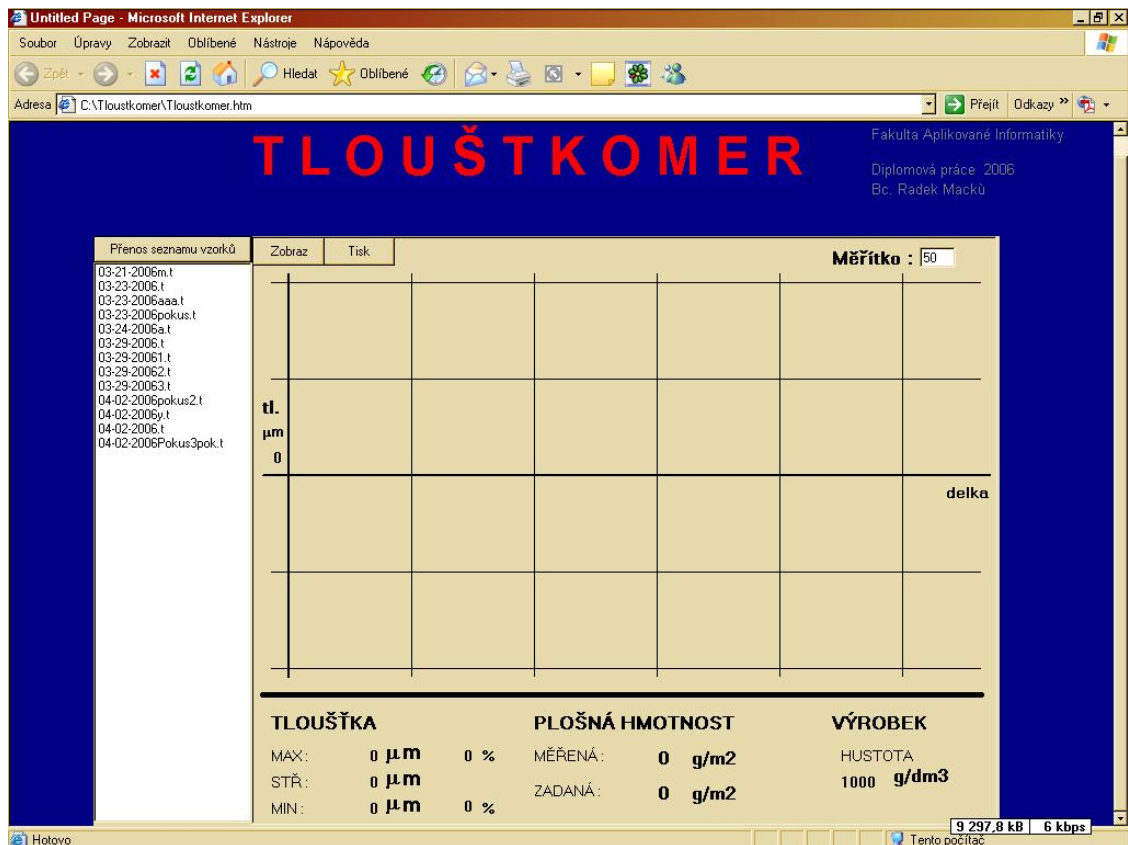 Untitled Page - Microsoft Internet Explorer
Soubor Úpravy Zobrazit Oblíbené Nástroje Nápověda
Zpět Hledat Oblíbené
Adresa C:\Tloustkomer\Tloustkomer.htm Přejít Odkazy »
TLOUŠTKOMER
Fakulta Aplikované Informatiky
Diplomová práce 2006
Bc. Radek Macků
Přenos seznamu vzorků Zobraz Tisk Měřítko : 50
03-21-2006m.t
03-23-2006.t
03-23-2006aaa.t
03-23-2006pokus.t
03-24-2006a.t
03-29-2006.t
03-29-20061.t
03-29-20062.t
03-29-20063.t
04-02-2006pokus2.t
04-02-2006y.t
04-02-2006.t
04-02-2006Pokus3pok.t
tl.
µm
0
delka
TLOUŠŤKA PLOŠNÁ HMOTNOST VÝROBEK
MAX : 0 µm 0 % MĚŘENÁ : 0 g/m2 HUSTOTA
STŘ : 0 µm 1000 g/dm3
ZADANÁ : 0 g/m2
MIN : 0 µm 0 %
9 297,8 kB 6 kbps
Hotovo Tento počítač